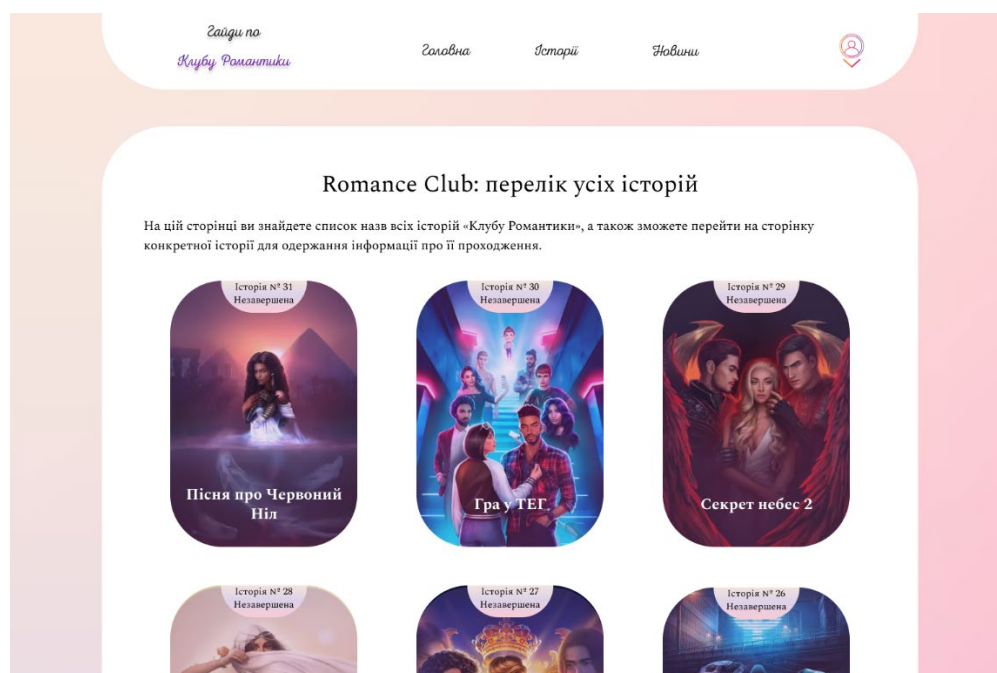 Гайди по
Клубу Романтики
Головна
Історії
Новини
Romance Club: перелік усіх історій
На цій сторінці ви знайдете список назв всіх історій «Клубу Романтики», а також зможете перейти на сторінку
конкретної історії для одержання інформації про її проходження.
Історія № 31
Незавершена
Пісня про Червоний
Ніл
Історія № 30
Незавершена
Гра у ТЕГ
Історія № 29
Незавершена
Секрет небес 2
Історія № 28
Незавершена
Історія № 27
Незавершена
Історія № 26
Незавершена